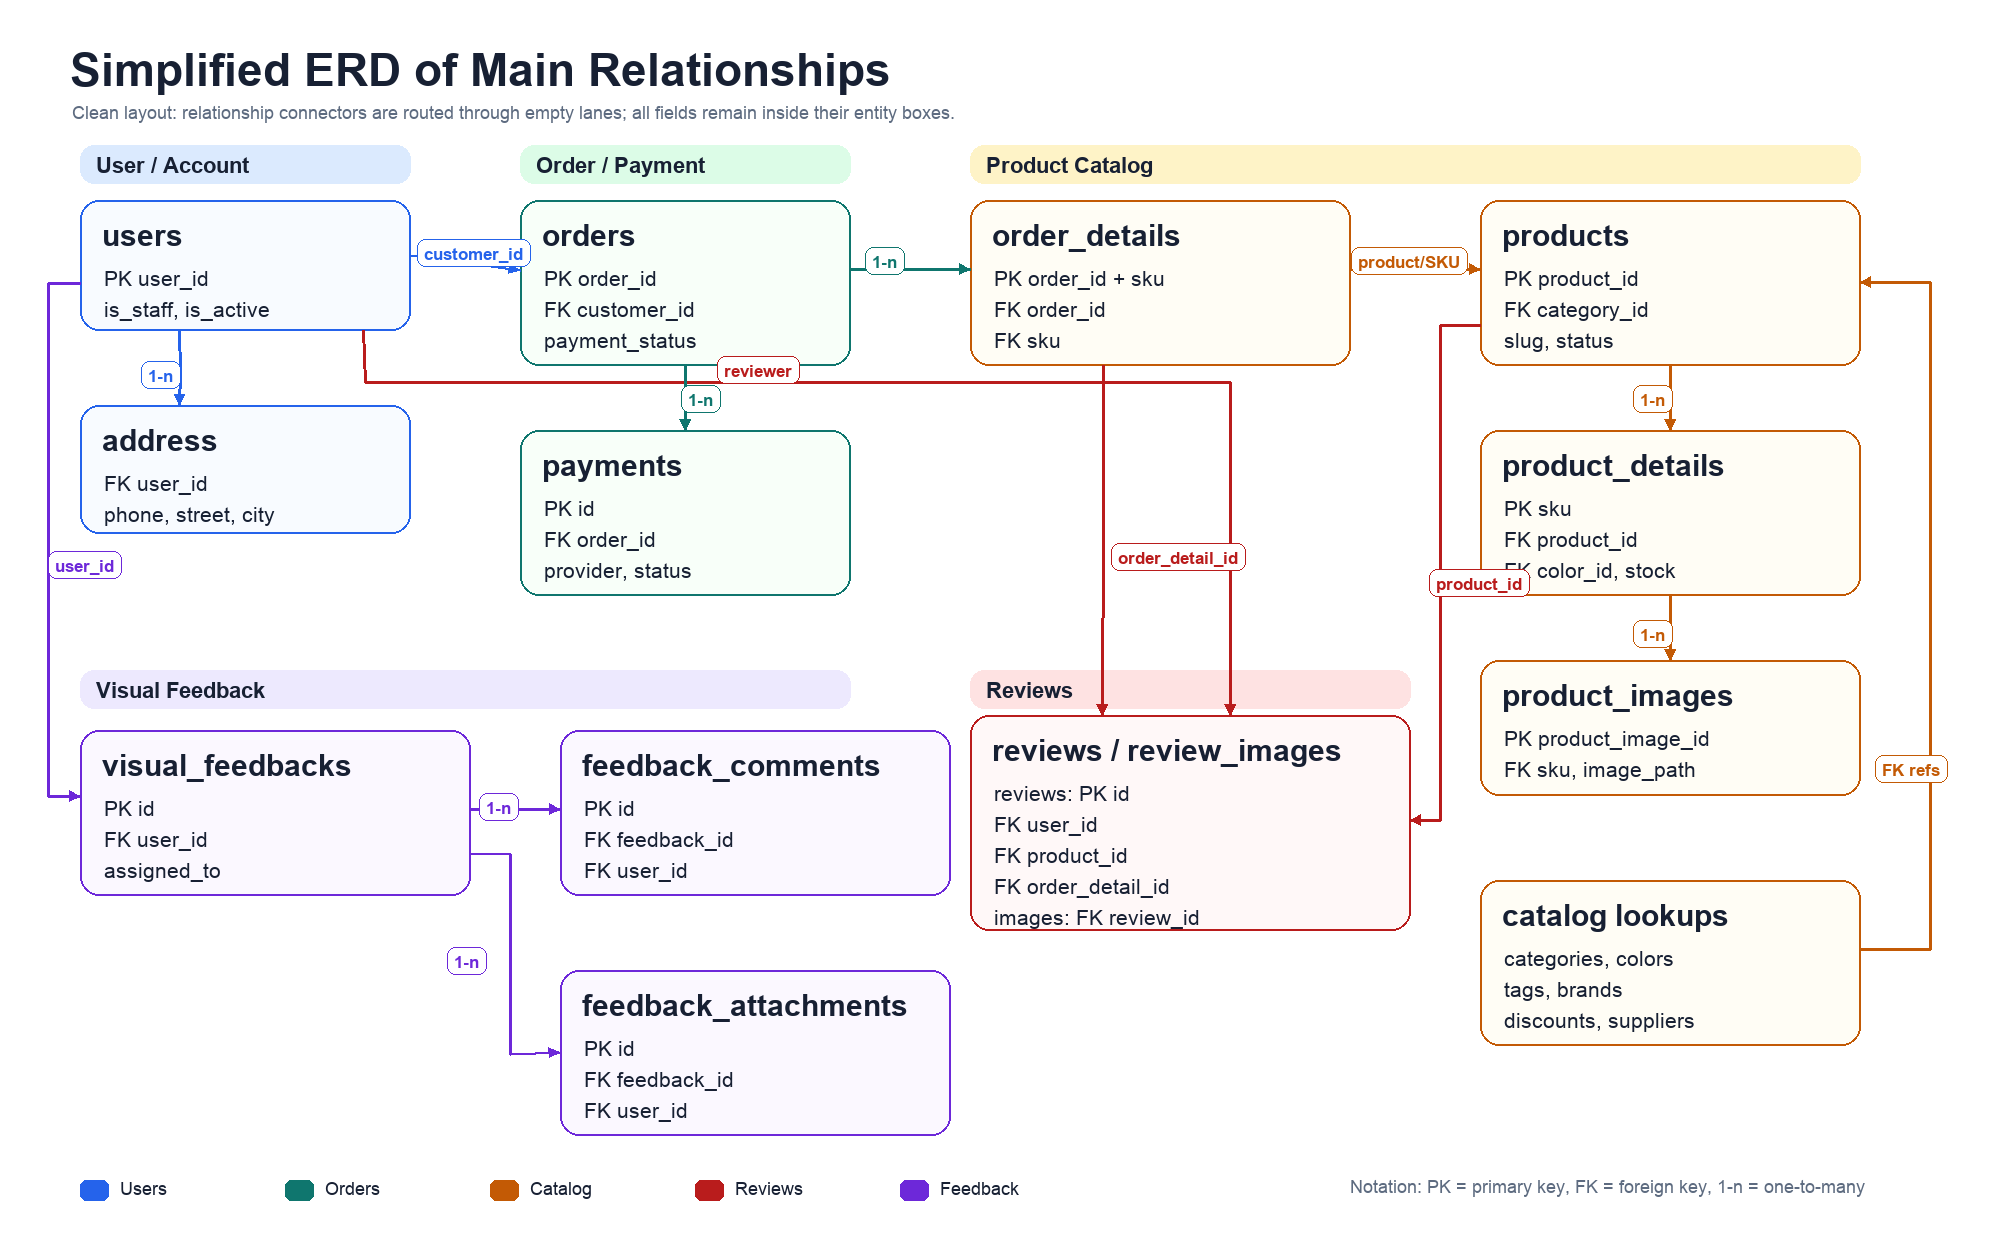 Simplified ERD of Main Relationships
Clean layout: relationship connectors are routed through empty lanes; all fields remain inside their entity boxes.
User / Account
Order / Payment
Product Catalog
users
PK user_id
is_staff, is_active
customer_id
orders
PK order_id
FK customer_id
payment_status
1-n
order_details
PK order_id + sku
FK order_id
FK sku
product/SKU
products
PK product_id
FK category_id
slug, status
1-n
reviewer
1-n
1-n
address
FK user_id
phone, street, city
payments
PK id
FK order_id
provider, status
product_details
PK sku
FK product_id
FK color_id, stock
user_id
order_detail_id
product_id
1-n
Visual Feedback
Reviews
product_images
PK product_image_id
FK sku, image_path
FK refs
visual_feedbacks
PK id
FK user_id
assigned_to
1-n
feedback_comments
PK id
FK feedback_id
FK user_id
reviews / review_images
reviews: PK id
FK user_id
FK product_id
FK order_detail_id
images: FK review_id
1-n
catalog lookups
categories, colors
tags, brands
discounts, suppliers
feedback_attachments
PK id
FK feedback_id
FK user_id
Users
Orders
Catalog
Reviews
Feedback
Notation: PK = primary key, FK = foreign key, 1-n = one-to-many